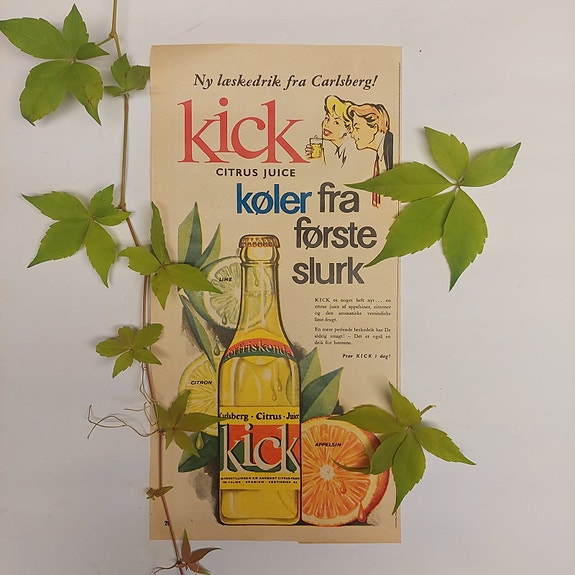 Ny læskedrik fra Carlsberg!
kick
CITRUS JUICE
køler fra
første
slurk
KICK er noget helt nyt... en
citrus juice af appelsiner, citroner
og den aromatiske vestindiske
lime-frugt.
En mere perlende læskedrik har De
aldrig smagt! - Det er også en
drik for børnene.
Prøv KICK i dag!
LIME
CITRON
APPELSIN
orfriskende
Carlsberg · Citrus · Juice
kick